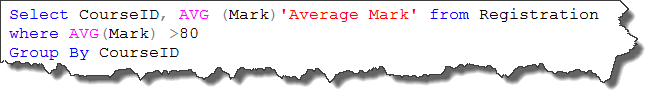 Select CourseID, AVG (Mark)'Average Mark' from Registration
where AVG(Mark) >80
Group By CourseID